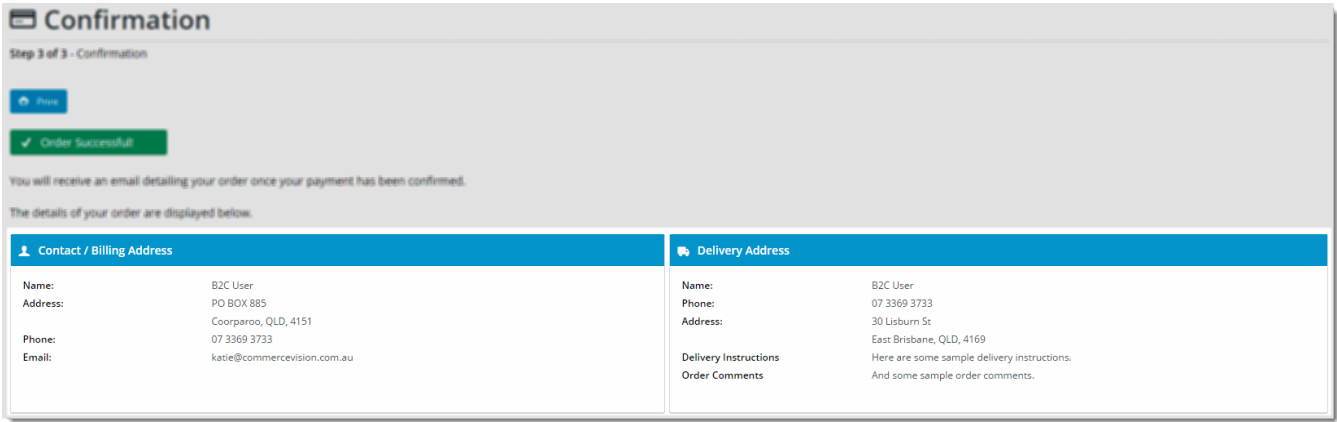 Confirmation
Step 3 of 3 - Confirmation
Print
Order Successful!
You will receive an email detailing your order once your payment has been confirmed.
The details of your order are displayed below.
Contact / Billing Address
Name: B2C User
Address: PO BOX 885
Coorparoo, QLD, 4151
Phone: 07 3369 3733
Email: katie@commercevision.com.au
Delivery Address
Name: B2C User
Phone: 07 3369 3733
Address: 30 Lisburn St
East Brisbane, QLD, 4169
Delivery Instructions Here are some sample delivery instructions.
Order Comments And some sample order comments.